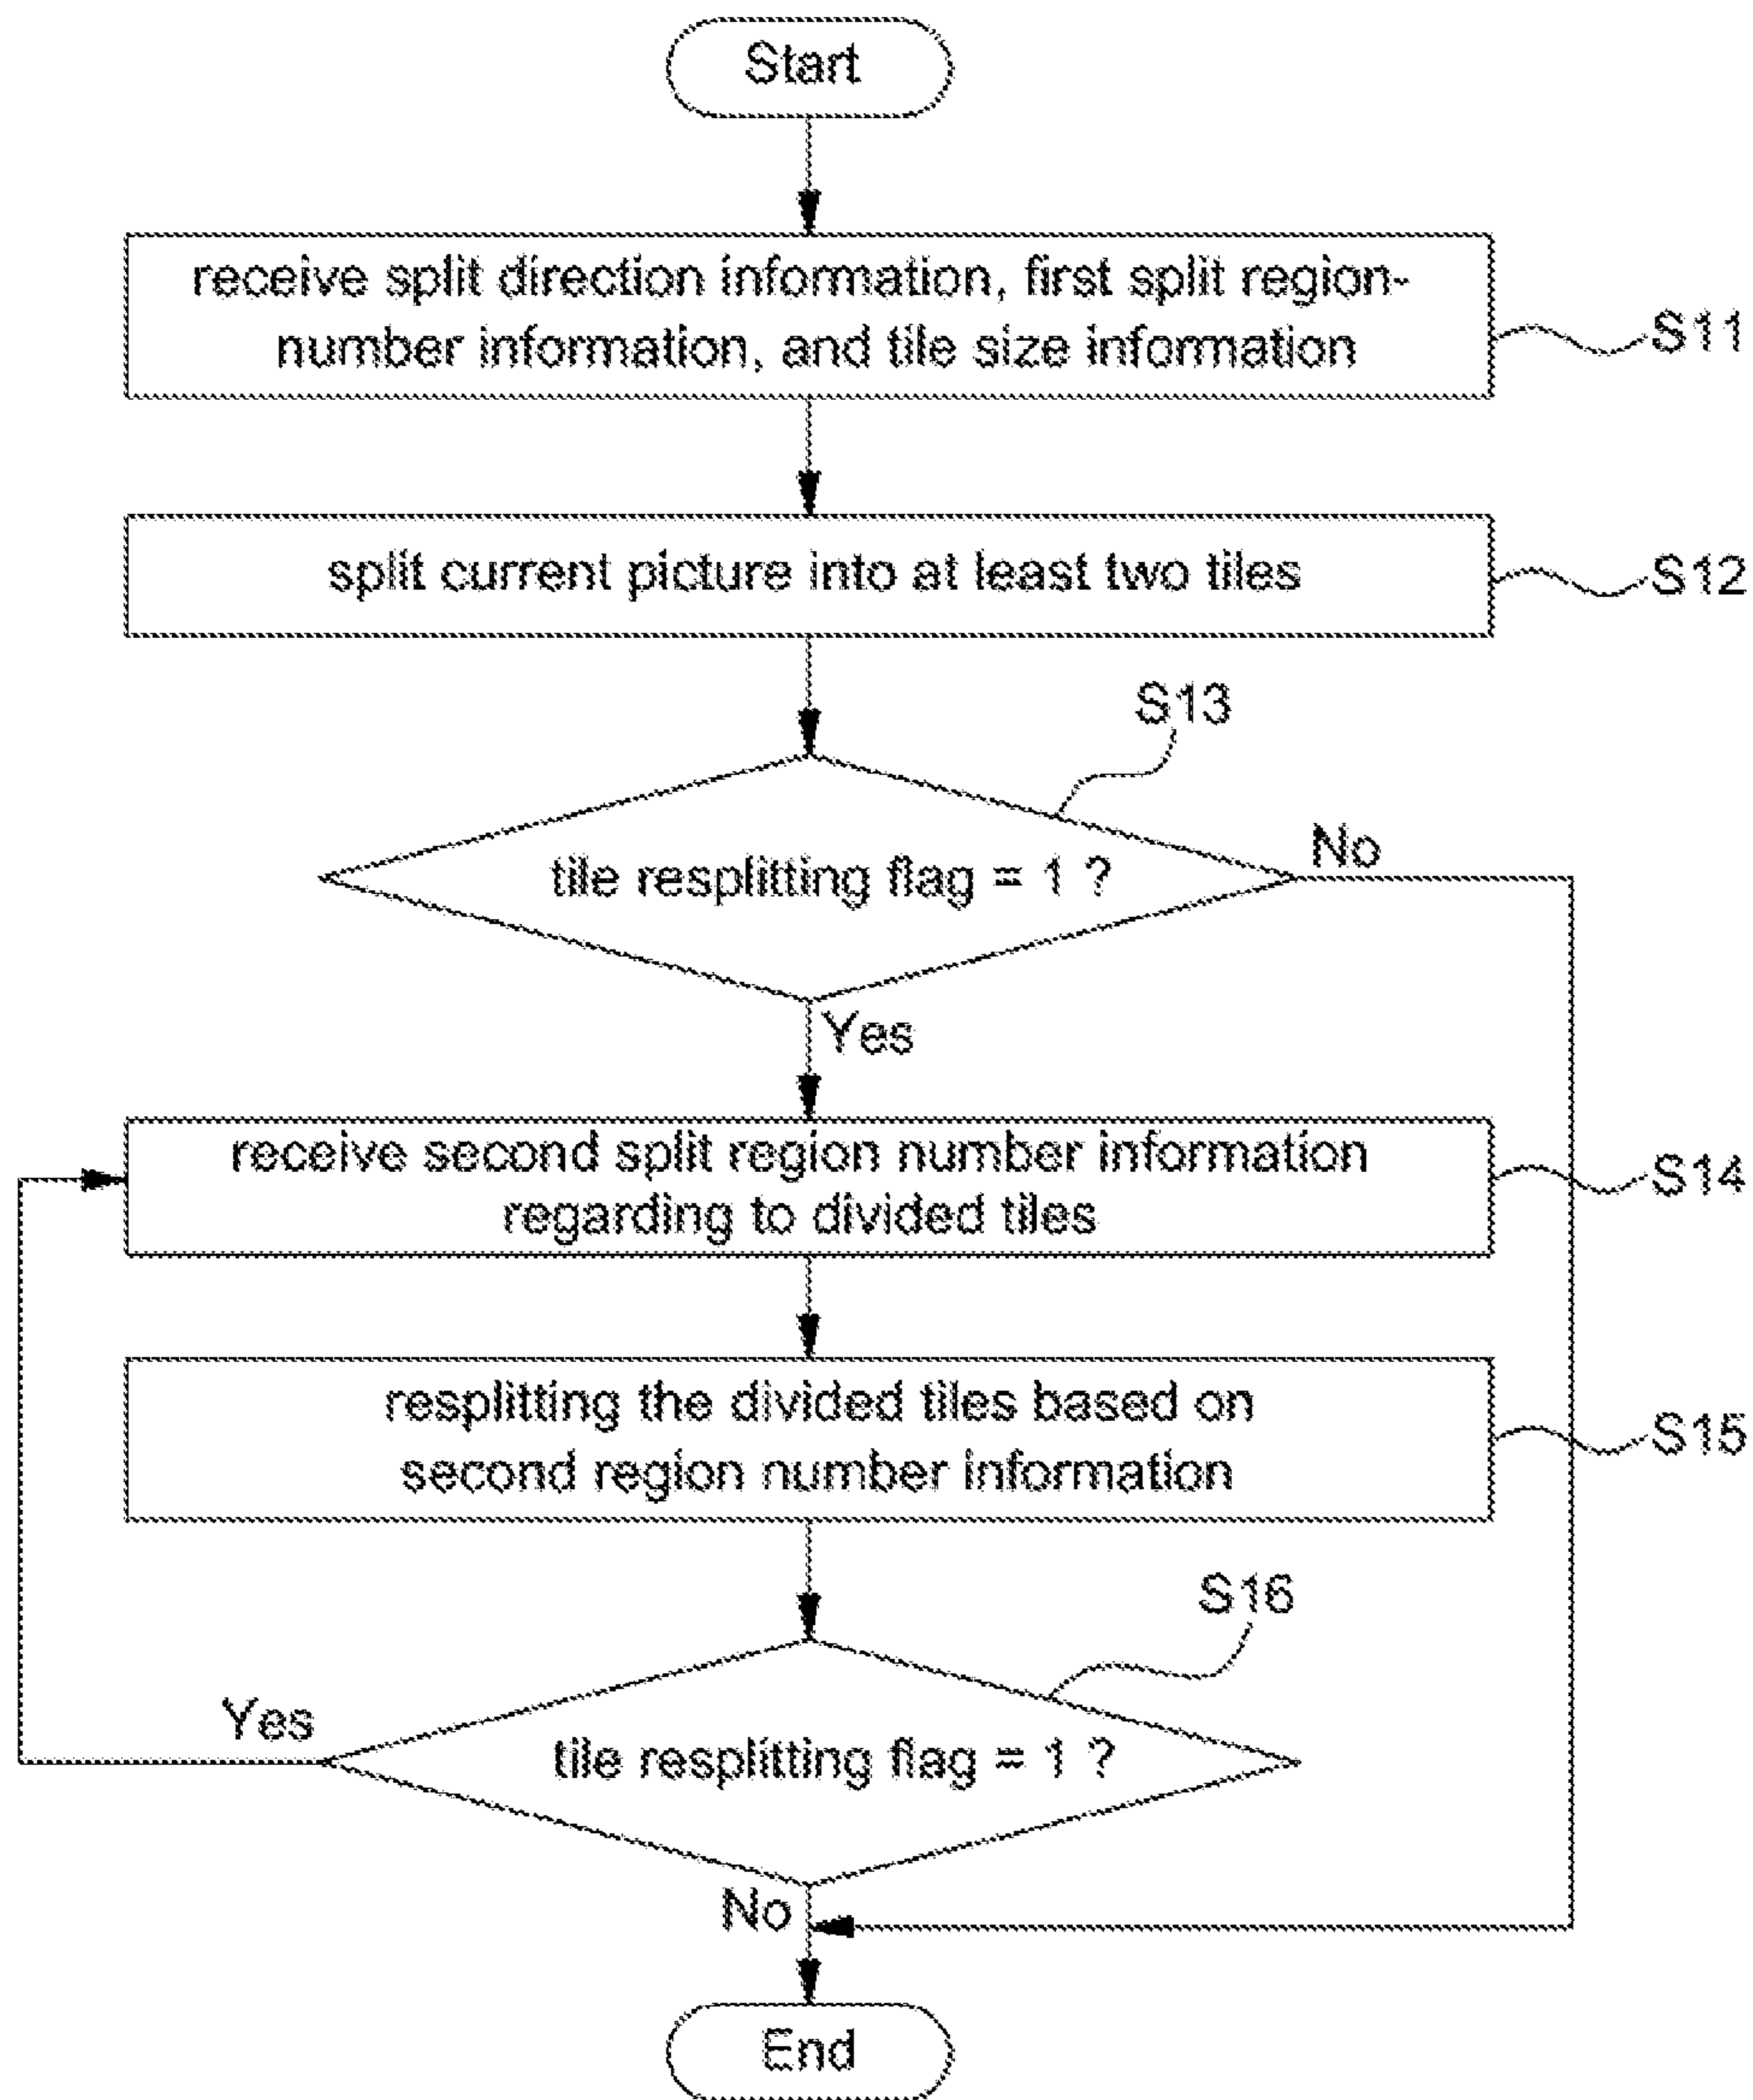 Start
receive split direction information, first split region-
number information, and tile size information
S11
split current picture into at least two tiles
S12
S13
tile resplitting flag = 1 ?
No
Yes
receive second split region number information
regarding to divided tiles
S14
resplitting the divided tiles based on
second region number information
S15
S16
Yes
tile resplitting flag = 1 ?
No
End